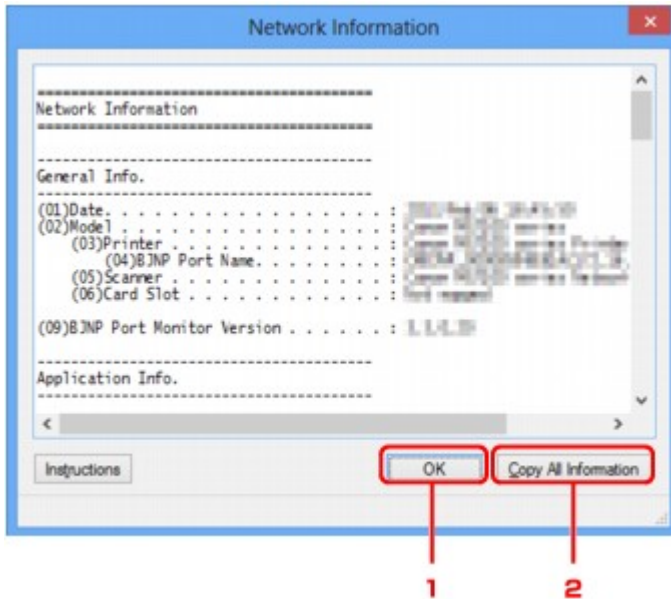 Network Information
=========================================
Network Information
=========================================
-----------------------------------------
General Info.
-----------------------------------------
(01)Date. . . . . . . . . . . . . . . . :
(02)Model . . . . . . . . . . . . . . . :
(03)Printer . . . . . . . . . . . . . :
(04)BJNP Port Name. . . . . . . . :
(05)Scanner . . . . . . . . . . . . . :
(06)Card Slot . . . . . . . . . . . . :
(09)BJNP Port Monitor Version . . . . . :
-----------------------------------------
Application Info.
-----------------------------------------
Instructions
OK
Copy All Information
1
2